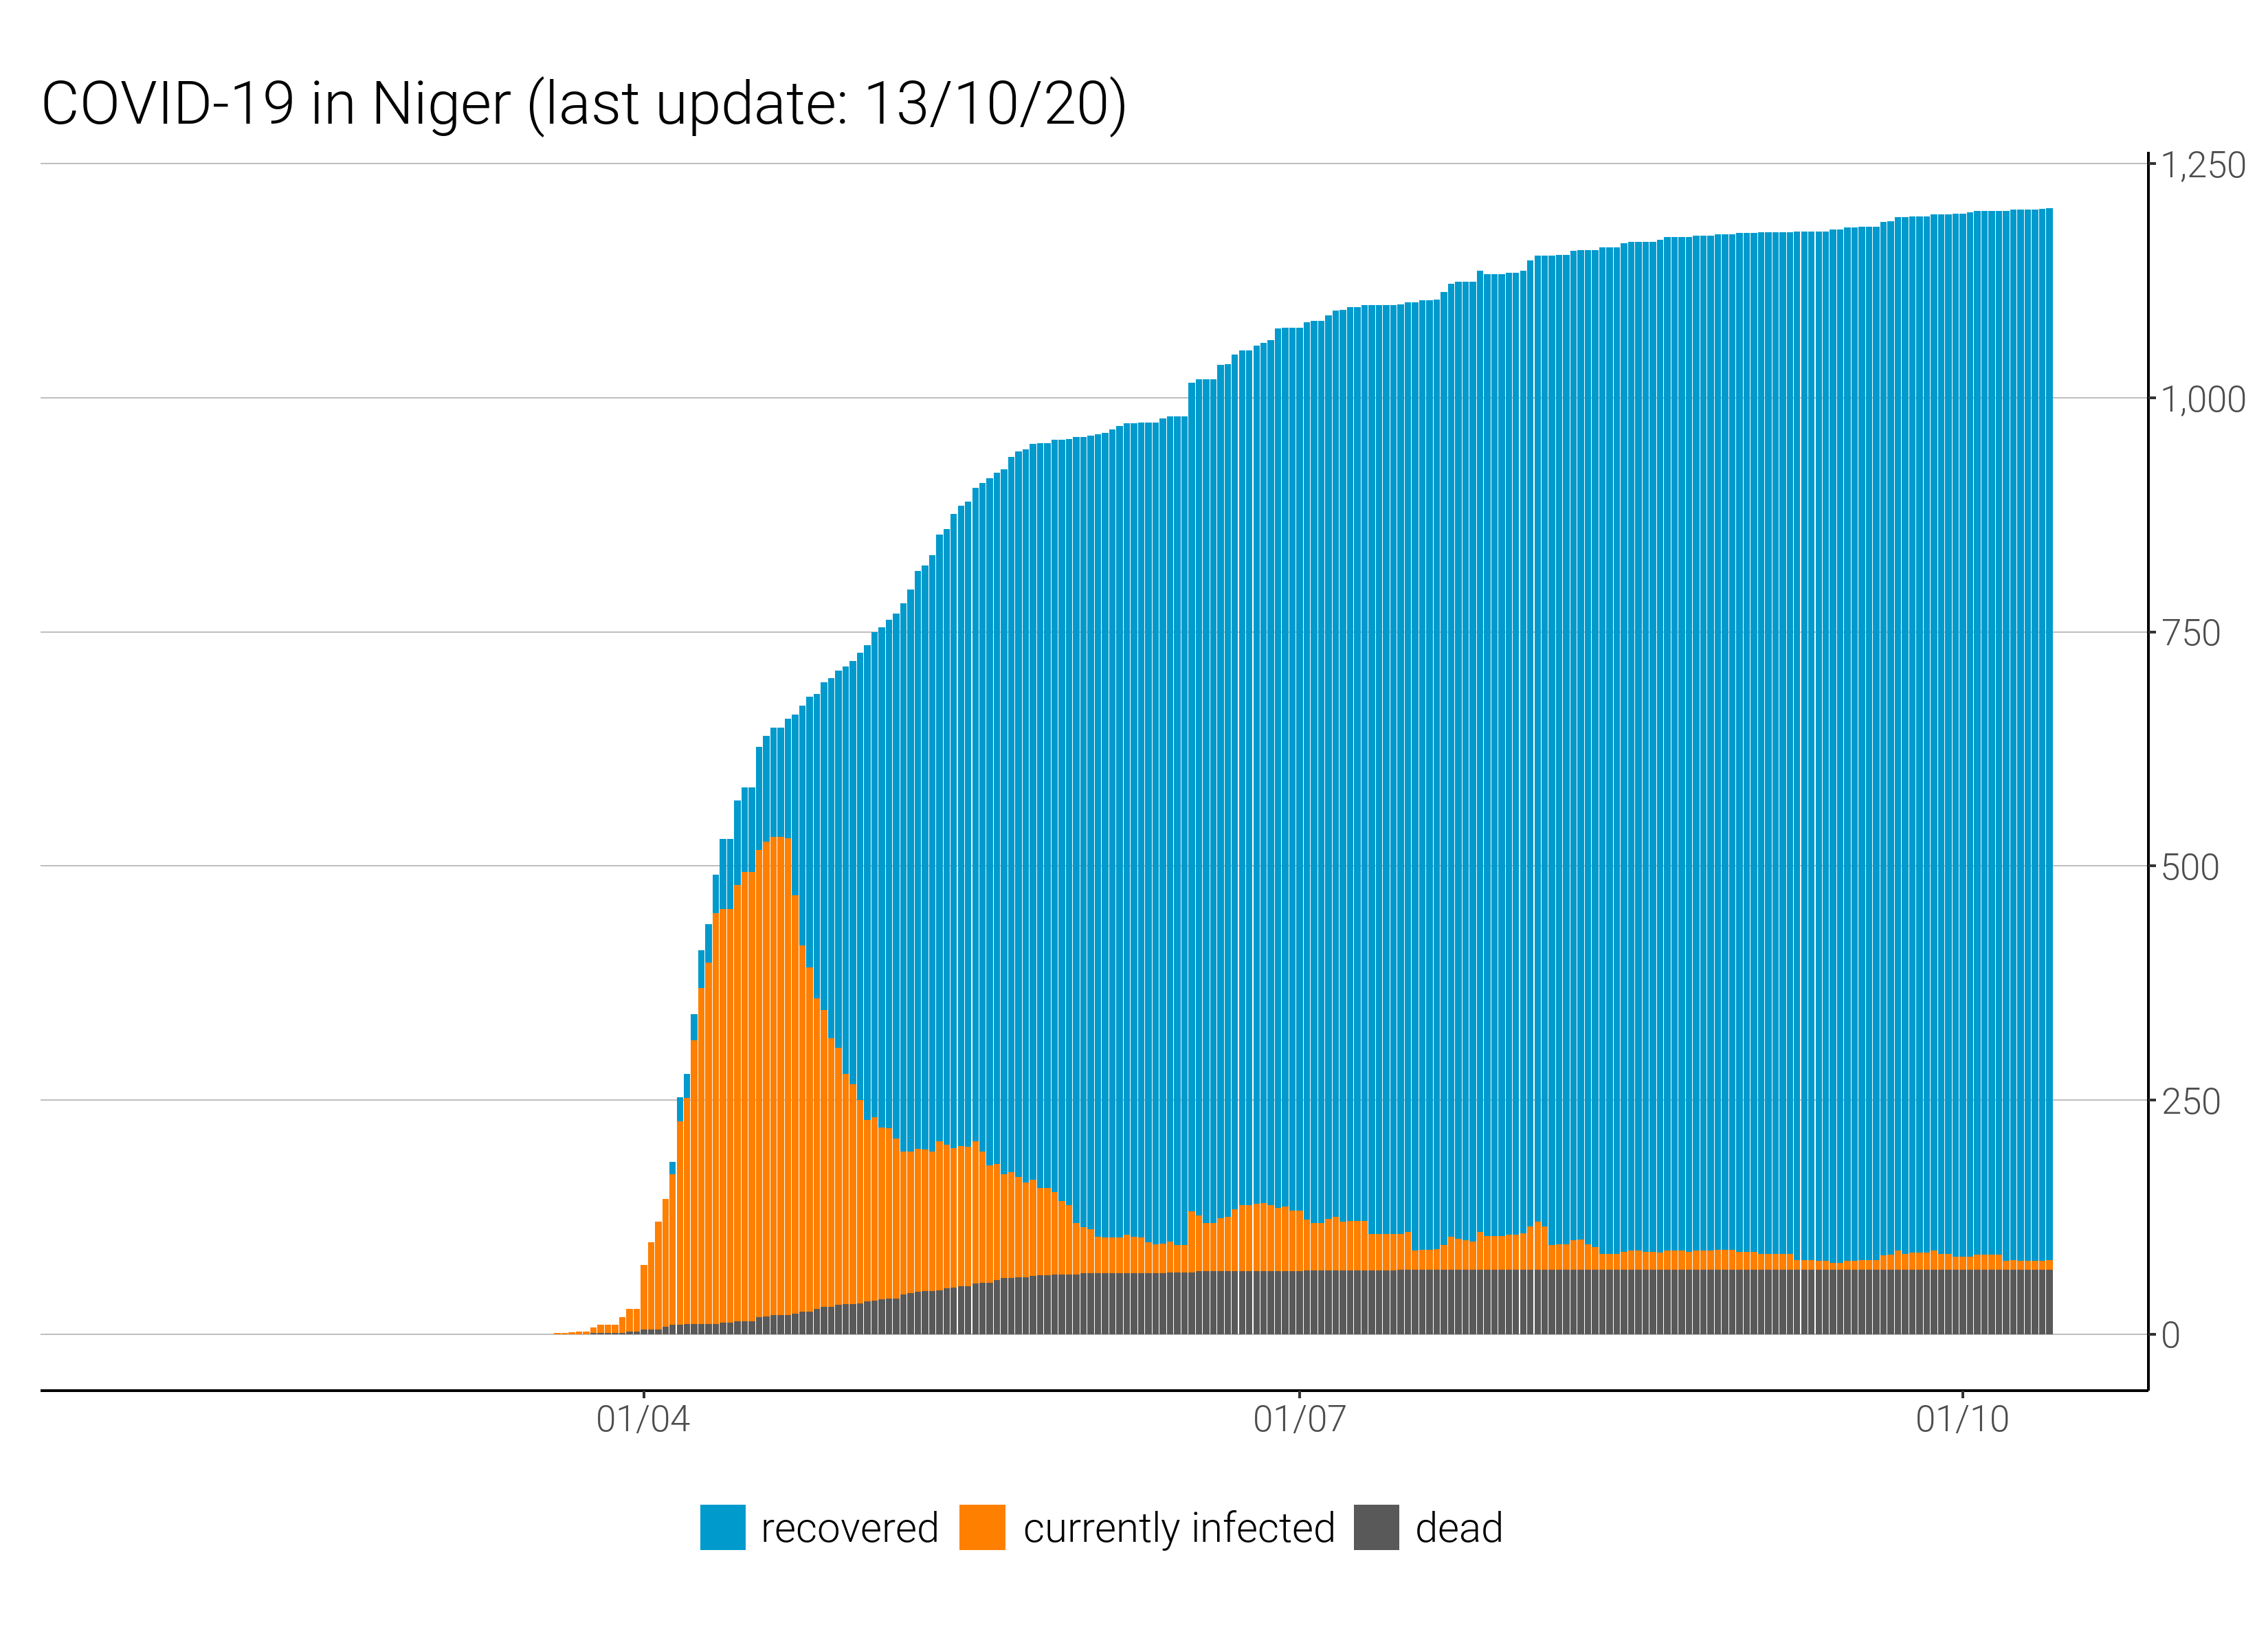 COVID-19 in Niger (last update: 13/10/20)
1,250
1,000
750
500
250
0
01/04 01/07 01/10
recovered currently infected dead